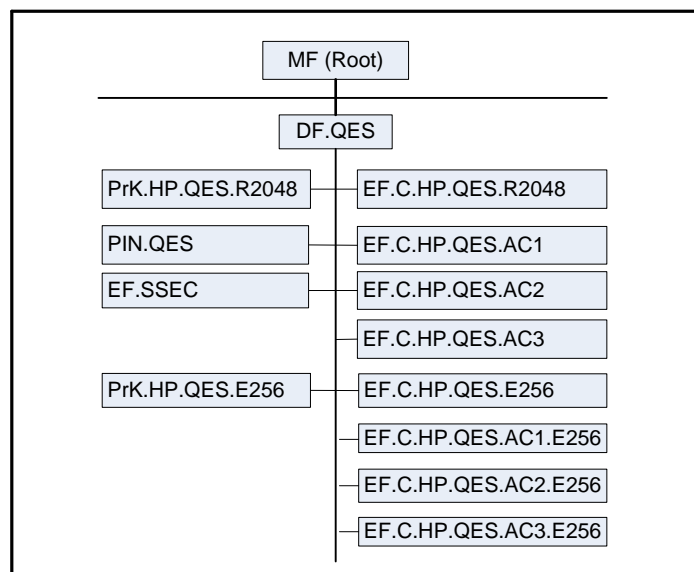 MF (Root)
DF.QES
PrK.HP.QES.R2048
EF.C.HP.QES.R2048
PIN.QES
EF.C.HP.QES.AC1
EF.SSEC
EF.C.HP.QES.AC2
EF.C.HP.QES.AC3
PrK.HP.QES.E256
EF.C.HP.QES.E256
EF.C.HP.QES.AC1.E256
EF.C.HP.QES.AC2.E256
EF.C.HP.QES.AC3.E256